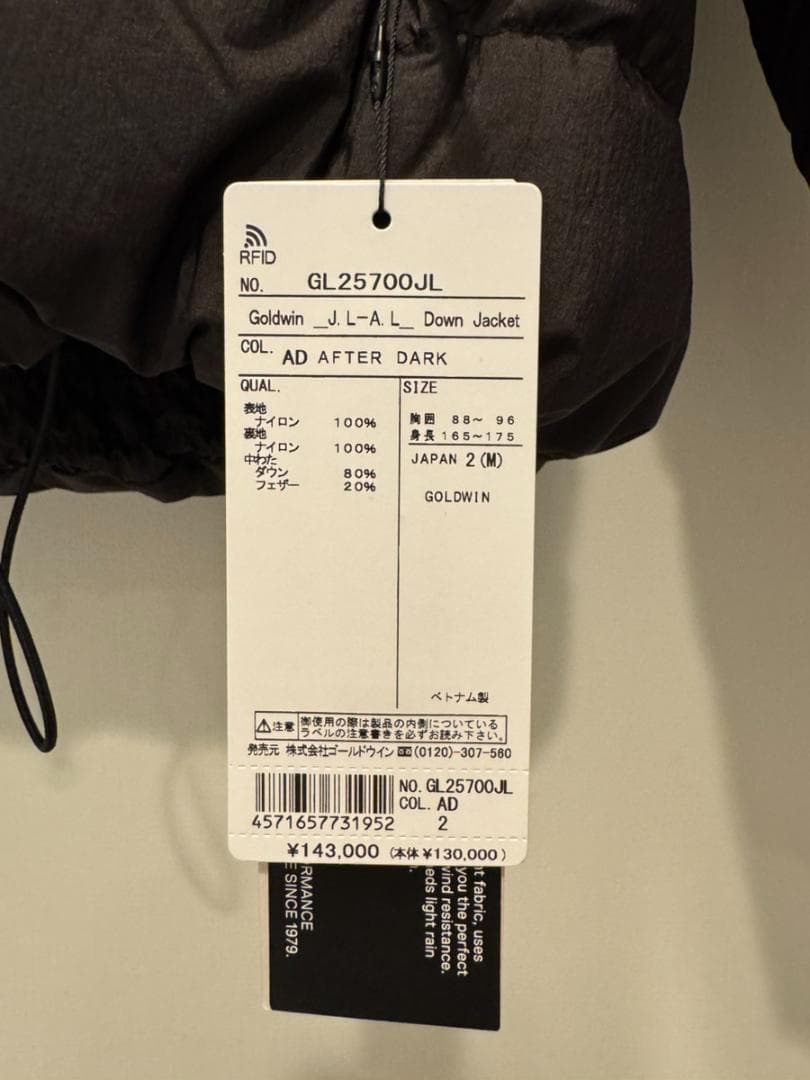 RFID
NO. GL25700JL
Goldwin __J.L-A.L__ Down Jacket
COL. AD AFTER DARK
QUAL.
表地
ナイロン 100%
裏地
ナイロン 100%
中わた
ダウン 80%
フェザー 20%
SIZE
胸囲 88~ 96
身長 165~175
JAPAN 2 (M)
GOLDWIN
ベトナム製
注意 御使用の際は製品の内側についている
ラベルの注意書きを必ずお読み下さい。
発売元 株式会社ゴールドウイン (0120)-307-560
4571657731952
NO. GL25700JL
COL. AD
2
¥143,000 (本体¥130,000)
RMANCE
E SINCE 1979.
t fabric, uses
you the perfect
wind resistance.
eds light rain